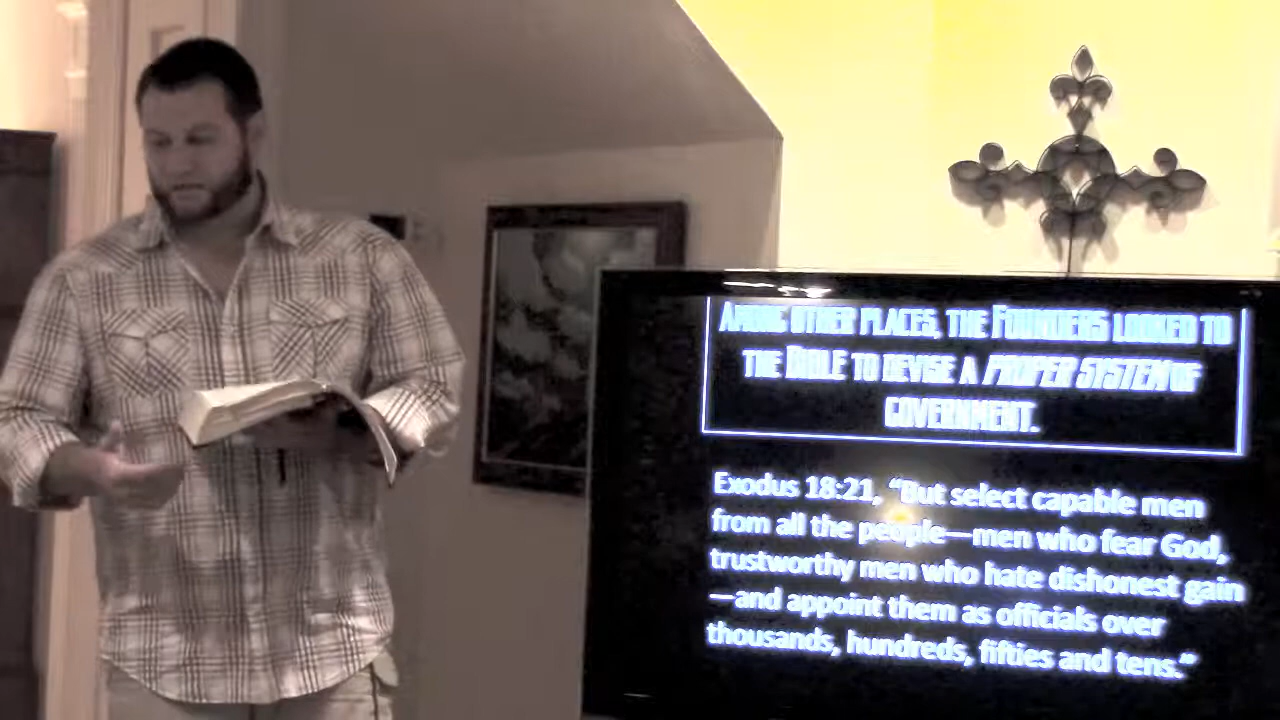 AMONG OTHER PLACES, THE FOUNDERS LOOKED TO
THE BIBLE TO DEVISE A PROPER SYSTEM OF
GOVERNMENT.
Exodus 18:21, “But select capable men
from all the people—men who fear God,
trustworthy men who hate dishonest gain
—and appoint them as officials over
thousands, hundreds, fifties and tens.”